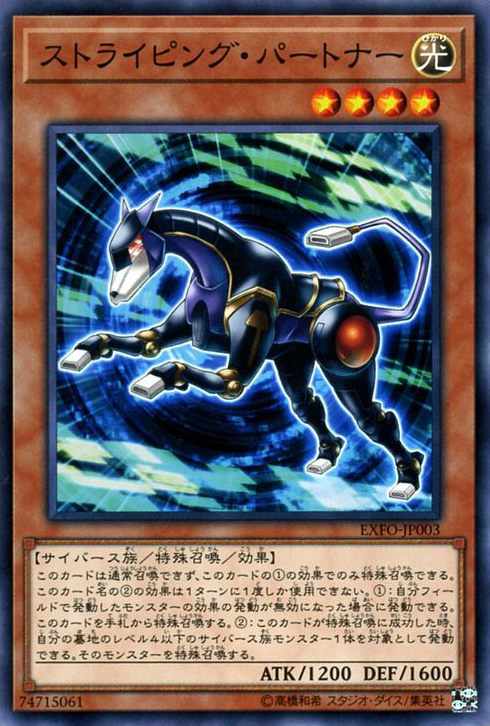 ストライピング・パートナー
光
EXFO-JP003
【サイバース族／特殊召喚／効果】
このカードは通常召喚できず、このカードの①の効果でのみ特殊召喚できる。
このカード名の②の効果は1ターンに1度しか使用できない。①：自分フィ
ールドで発動したモンスターの効果の発動が無効になった場合に発動できる。
このカードを手札から特殊召喚する。②：このカードが特殊召喚に成功した時、
自分の墓地のレベル4以下のサイバース族モンスター1体を対象として発動
できる。そのモンスターを特殊召喚する。
ATK/1200 DEF/1600
74715061
©高橋和希 スタジオ・ダイス/集英社